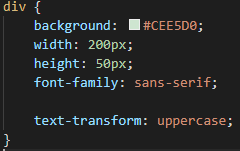 div {
    background: #CEE5D0;
    width: 200px;
    height: 50px;
    font-family: sans-serif;

    text-transform: uppercase;
}